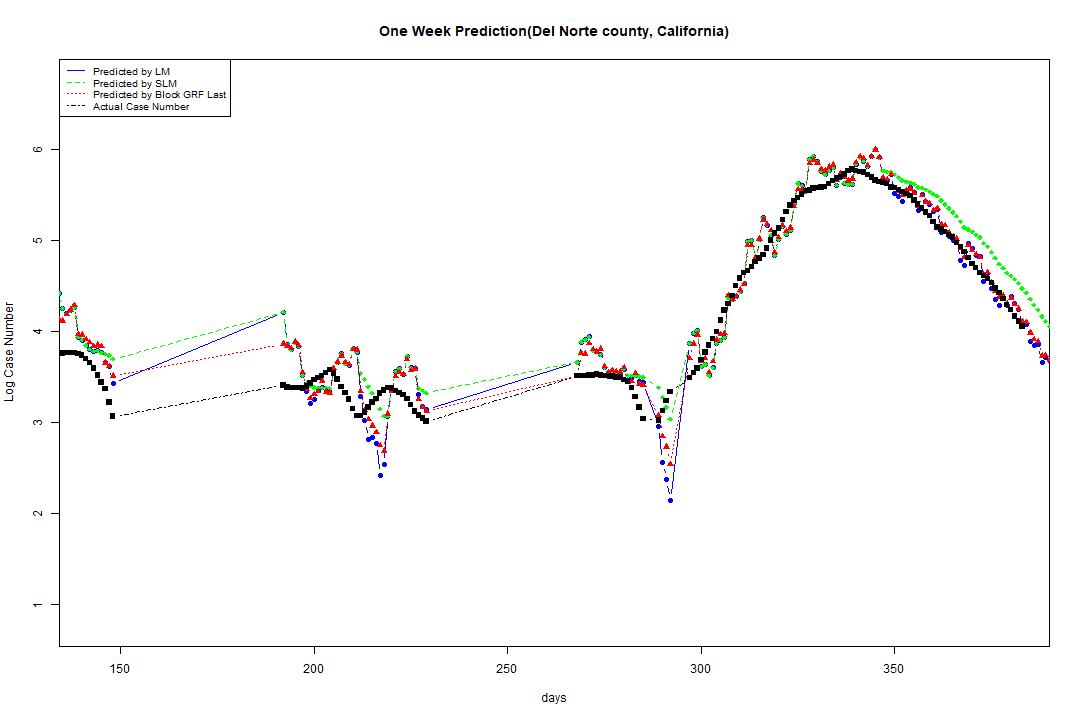 One Week Prediction(Del Norte county, California)
Predicted by LM
Predicted by SLM
Predicted by Block GRF Last
Actual Case Number
6
5
4
3
2
1
Log Case Number
150 200 250 300 350
days